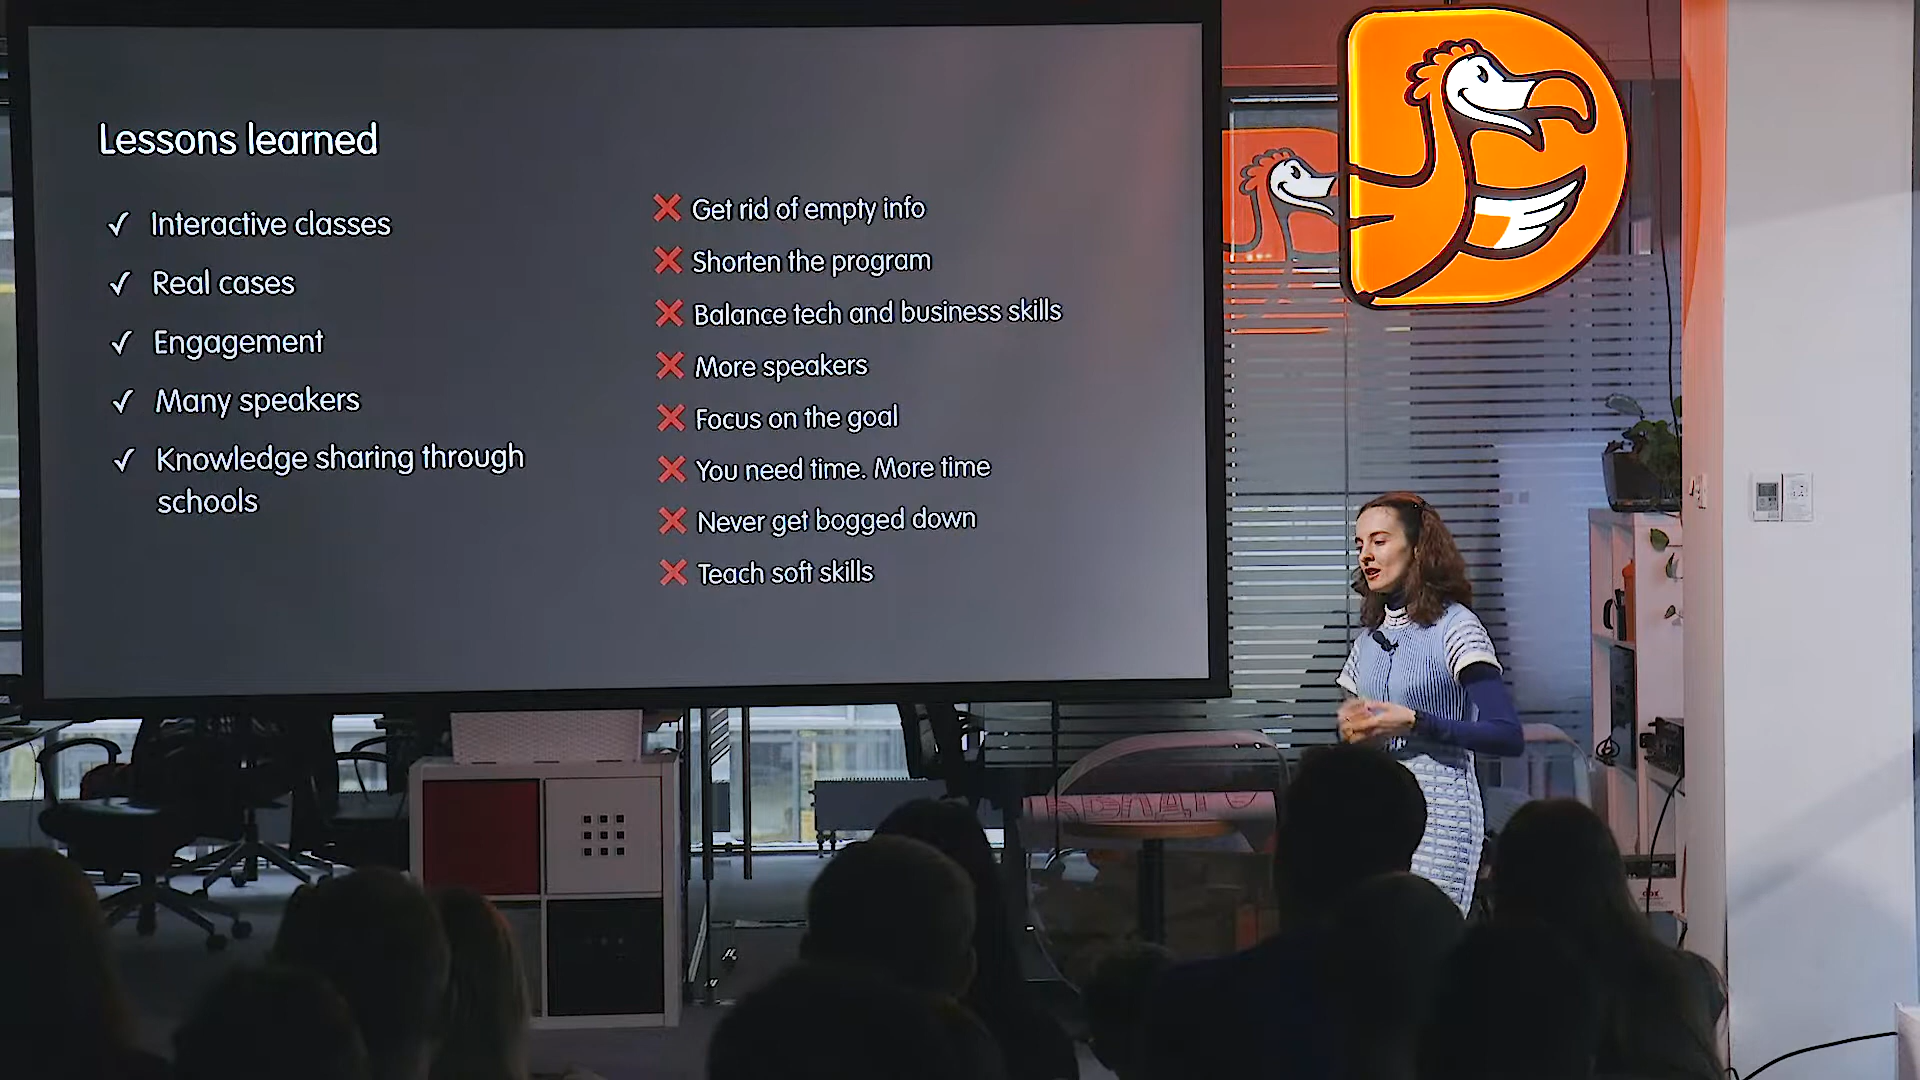 Lessons learned
✓ Interactive classes
✓ Real cases
✓ Engagement
✓ Many speakers
✓ Knowledge sharing through
schools
❌ Get rid of empty info
❌ Shorten the program
❌ Balance tech and business skills
❌ More speakers
❌ Focus on the goal
❌ You need time. More time
❌ Never get bogged down
❌ Teach soft skills